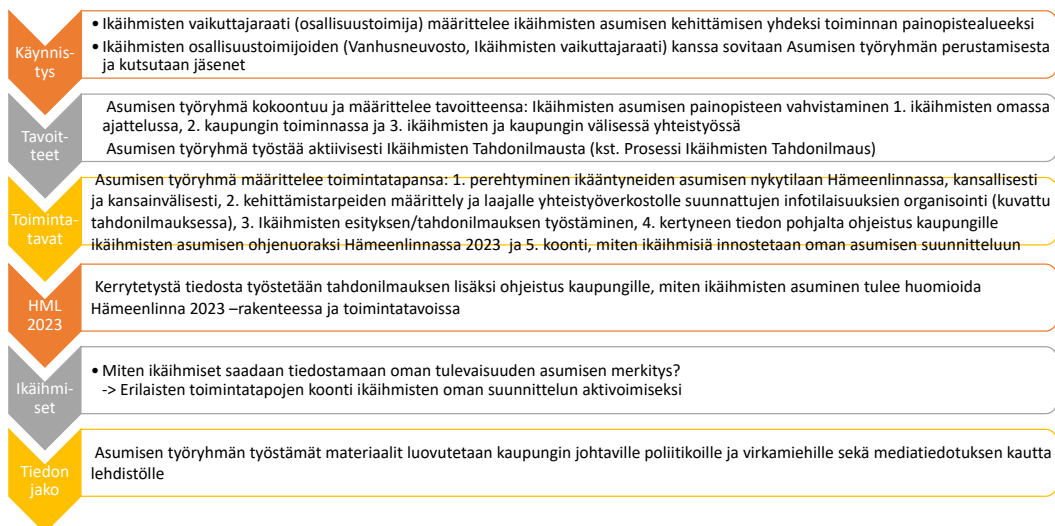 Käynnis-
tys
• Ikäihmisten vaikuttajaraati (osallisuustoimija) määrittelee ikäihmisten asumisen kehittämisen yhdeksi toiminnan painopistealueeksi
• Ikäihmisten osallisuustoimijoiden (Vanhusneuvosto, Ikäihmisten vaikuttajaraati) kanssa sovitaan Asumisen työryhmän perustamisesta
ja kutsutaan jäsenet
Tavoit-
teet
Asumisen työryhmä kokoontuu ja määrittelee tavoitteensa: Ikäihmisten asumisen painopisteen vahvistaminen 1. ikäihmisten omassa
ajattelussa, 2. kaupungin toiminnassa ja 3. ikäihmisten ja kaupungin välisessä yhteistyössä
Asumisen työryhmä työstää aktiivisesti Ikäihmisten Tahdonilmausta (kst. Prosessi Ikäihmisten Tahdonilmaus)
Toiminta-
tavat
Asumisen työryhmä määrittelee toimintatapansa: 1. perehtyminen ikääntyneiden asumisen nykytilaan Hämeenlinnassa, kansallisesti
ja kansainvälisesti, 2. kehittämistarpeiden määrittely ja laajalle yhteistyöverkostolle suunnattujen infotilaisuuksien organisointi (kuvattu
tahdonilmauksessa), 3. Ikäihmisten esityksen/tahdonilmauksen työstäminen, 4. kertyneen tiedon pohjalta ohjeistus kaupungille
ikäihmisten asumisen ohjenuoraksi Hämeenlinnassa 2023 ja 5. koonti, miten ikäihmisiä innostetaan oman asumisen suunnitteluun
HML
2023
Kerrytetystä tiedosta työstetään tahdonilmauksen lisäksi ohjeistus kaupungille, miten ikäihmisten asuminen tulee huomioida
Hämeenlinna 2023 –rakenteessa ja toimintatavoissa
Ikäihmi-
set
• Miten ikäihmiset saadaan tiedostamaan oman tulevaisuuden asumisen merkitys?
-> Erilaisten toimintatapojen koonti ikäihmisten oman suunnittelun aktivoimiseksi
Tiedon
jako
Asumisen työryhmän työstämät materiaalit luovutetaan kaupungin johtaville poliitikoille ja virkamiehille sekä mediatiedotuksen kautta
lehdistölle